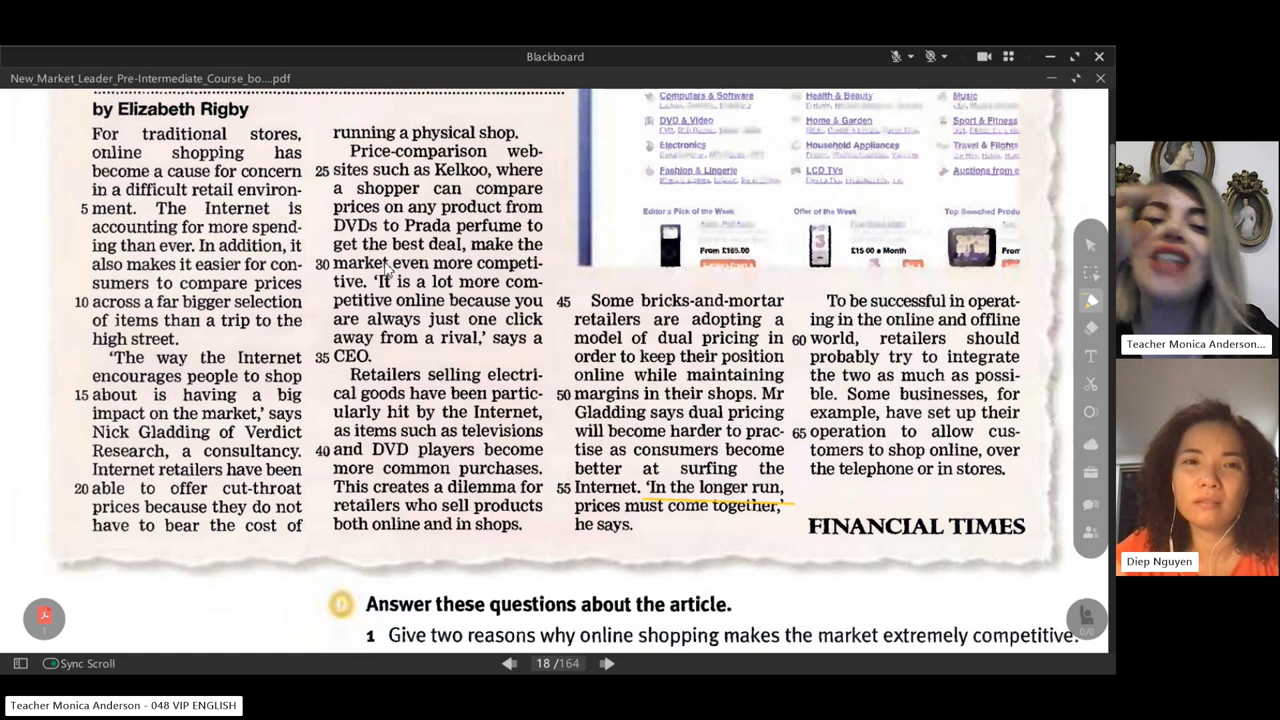 Blackboard
New_Market_Leader_Pre-Intermediate_Course_bo....pdf
by Elizabeth Rigby
For traditional stores,
online shopping has
become a cause for concern
in a difficult retail environ-
5 ment. The Internet is
accounting for more spend-
ing than ever. In addition, it
also makes it easier for con-
sumers to compare prices
10 across a far bigger selection
of items than a trip to the
high street.
‘The way the Internet
encourages people to shop
15 about is having a big
impact on the market,’ says
Nick Gladding of Verdict
Research, a consultancy.
Internet retailers have been
20 able to offer cut-throat
prices because they do not
have to bear the cost of
running a physical shop.
Price-comparison web-
25 sites such as Kelkoo, where
a shopper can compare
prices on any product from
DVDs to Prada perfume to
get the best deal, make the
30 market even more competi-
tive. ‘It is a lot more com-
petitive online because you
are always just one click
away from a rival,’ says a
35 CEO.
Retailers selling electri-
cal goods have been partic-
ularly hit by the Internet,
as items such as televisions
40 and DVD players become
more common purchases.
This creates a dilemma for
retailers who sell products
both online and in shops.
Computers & Software
Health & Beauty
Music
DVD & Video
Home & Garden
Sport & Fitness
Electronics
Household Appliances
Travel & Flights
Fashion & Lingerie
LCD TVs
Auctions from e
Editor's Pick of the Week
Offer of the Week
Top Searched Produ
From £185.00
£15.00 a Month
From
45 Some bricks-and-mortar
retailers are adopting a
model of dual pricing in
order to keep their position
online while maintaining
50 margins in their shops. Mr
Gladding says dual pricing
will become harder to prac-
tise as consumers become
better at surfing the
55 Internet. ‘In the longer run,
prices must come together,’
he says.
To be successful in operat-
ing in the online and offline
60 world, retailers should
probably try to integrate
the two as much as possi-
ble. Some businesses, for
example, have set up their
65 operation to allow cus-
tomers to shop online, over
the telephone or in stores.
FINANCIAL TIMES
D Answer these questions about the article.
1 Give two reasons why online shopping makes the market extremely competitive.
1
0/0
Sync Scroll
18 /164
Teacher Monica Anderson...
Diep Nguyen
Teacher Monica Anderson - 048 VIP ENGLISH